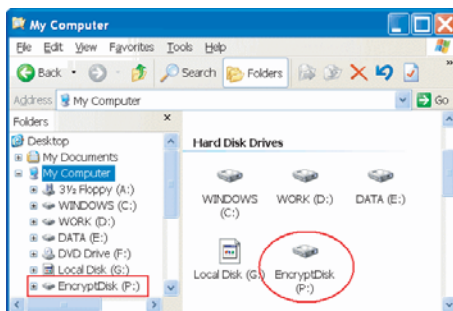 My Computer
File Edit View Favorites Tools Help
Back Search Folders
Address My Computer Go
Folders
Desktop
My Documents
My Computer
3½ Floppy (A:)
WINDOWS (C:)
WORK (D:)
DATA (E:)
DVD Drive (F:)
Local Disk (G:)
EncryptDisk (P:)
Hard Disk Drives
WINDOWS (C:)
WORK (D:)
DATA (E:)
Local Disk (G:)
EncryptDisk (P:)